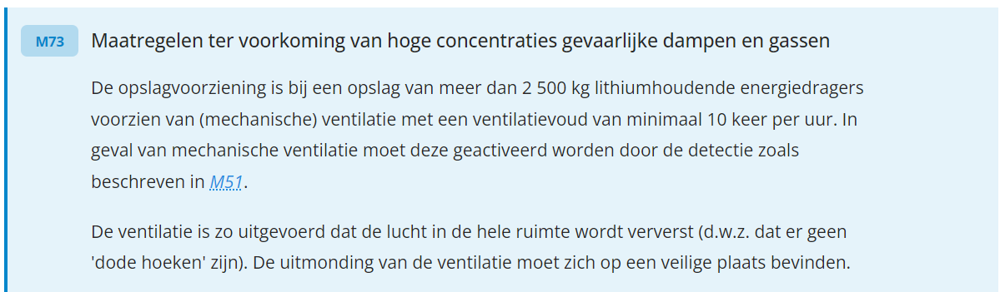 M73 Maatregelen ter voorkoming van hoge concentraties gevaarlijke dampen en gassen
De opslagvoorziening is bij een opslag van meer dan 2 500 kg lithiumhoudende energiedragers
voorzien van (mechanische) ventilatie met een ventilatievoud van minimaal 10 keer per uur. In
geval van mechanische ventilatie moet deze geactiveerd worden door de detectie zoals
beschreven in M51.
De ventilatie is zo uitgevoerd dat de lucht in de hele ruimte wordt ververst (d.w.z. dat er geen
'dode hoeken' zijn). De uitmonding van de ventilatie moet zich op een veilige plaats bevinden.